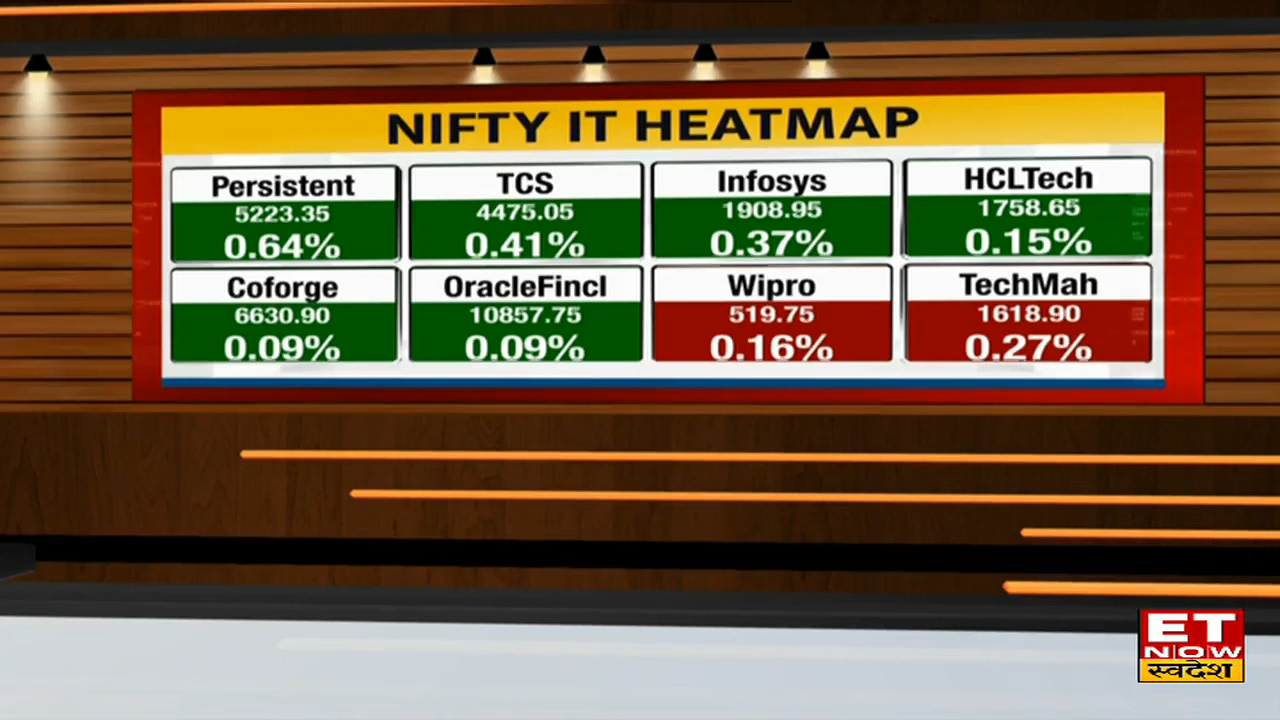 NIFTY IT HEATMAP
Persistent
5223.35
0.64%
TCS
4475.05
0.41%
Infosys
1908.95
0.37%
HCLTech
1758.65
0.15%
Coforge
6630.90
0.09%
OracleFincl
10857.75
0.09%
Wipro
519.75
0.16%
TechMah
1618.90
0.27%
ET
NOW
स्वदेश